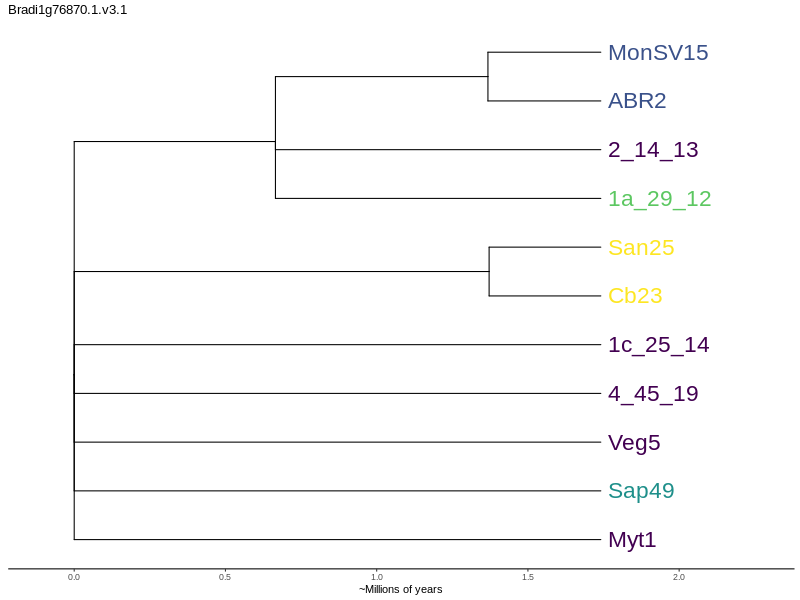 Bradi1g76870.1.v3.1
MonSV15
ABR2
2_14_13
1a_29_12
San25
Cb23
1c_25_14
4_45_19
Veg5
Sap49
Myt1
0.0 0.5 1.0 1.5 2.0
~Millions of years